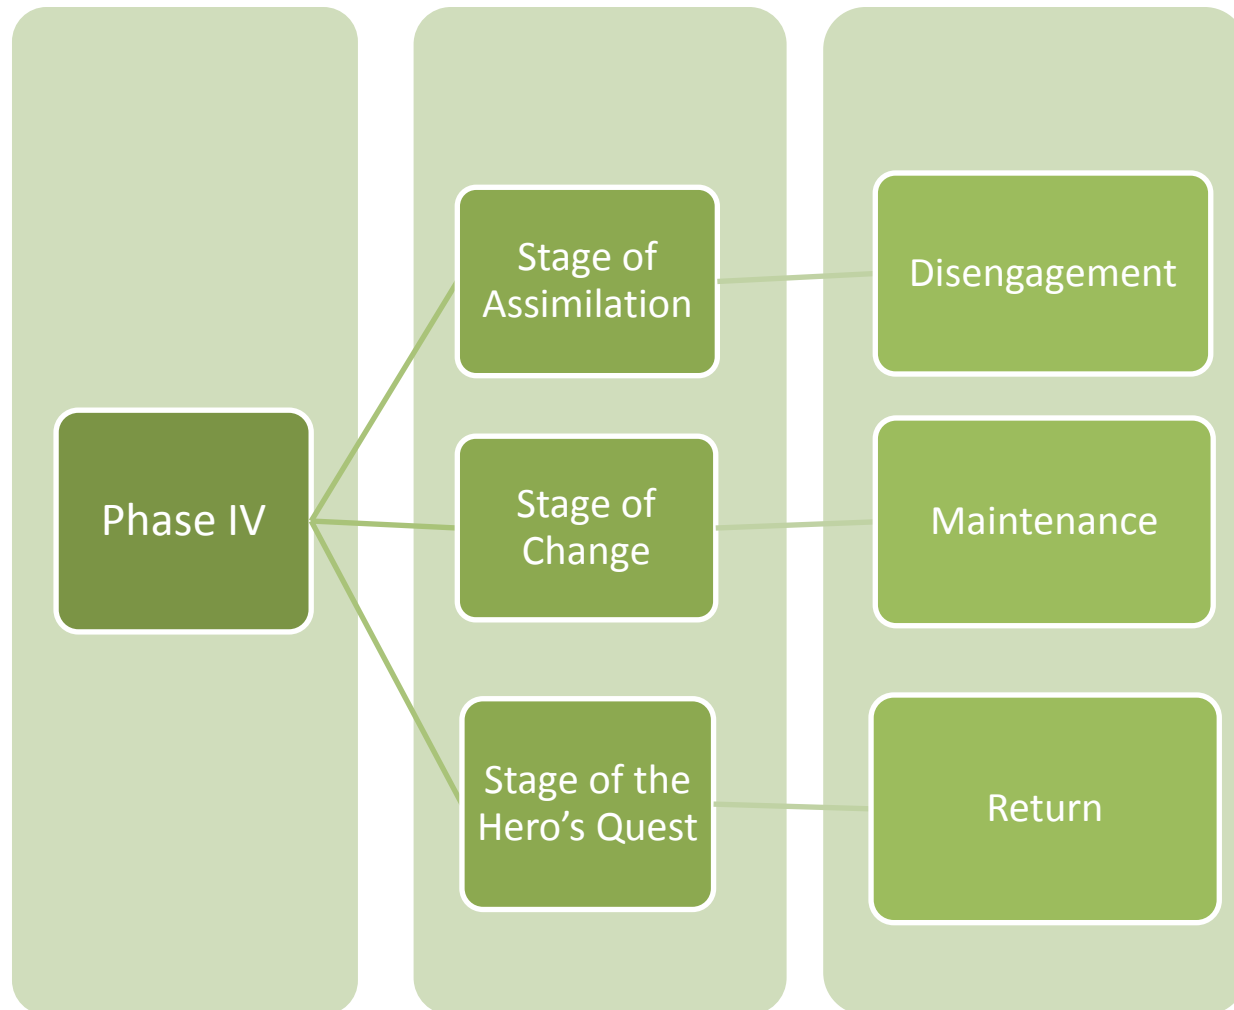 Phase IV
Stage of
Assimilation
Disengagement
Stage of
Change
Maintenance
Stage of the
Hero’s Quest
Return